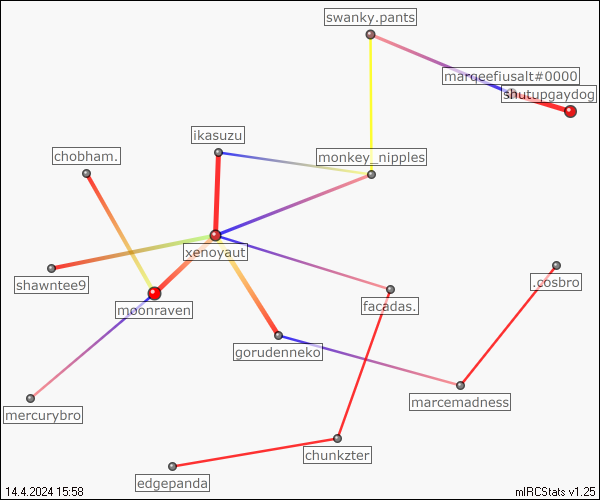 swanky.pants
marqeefiusalt#0000
shutupgaydog
ikasuzu
chobham.
monkey_nipples
xenoyaut
shawntee9
.cosbro
moonraven
facadas.
gorudenneko
marcemadness
mercurybro
chunkzter
edgepanda
14.4.2024 15:58
mIRCStats v1.25